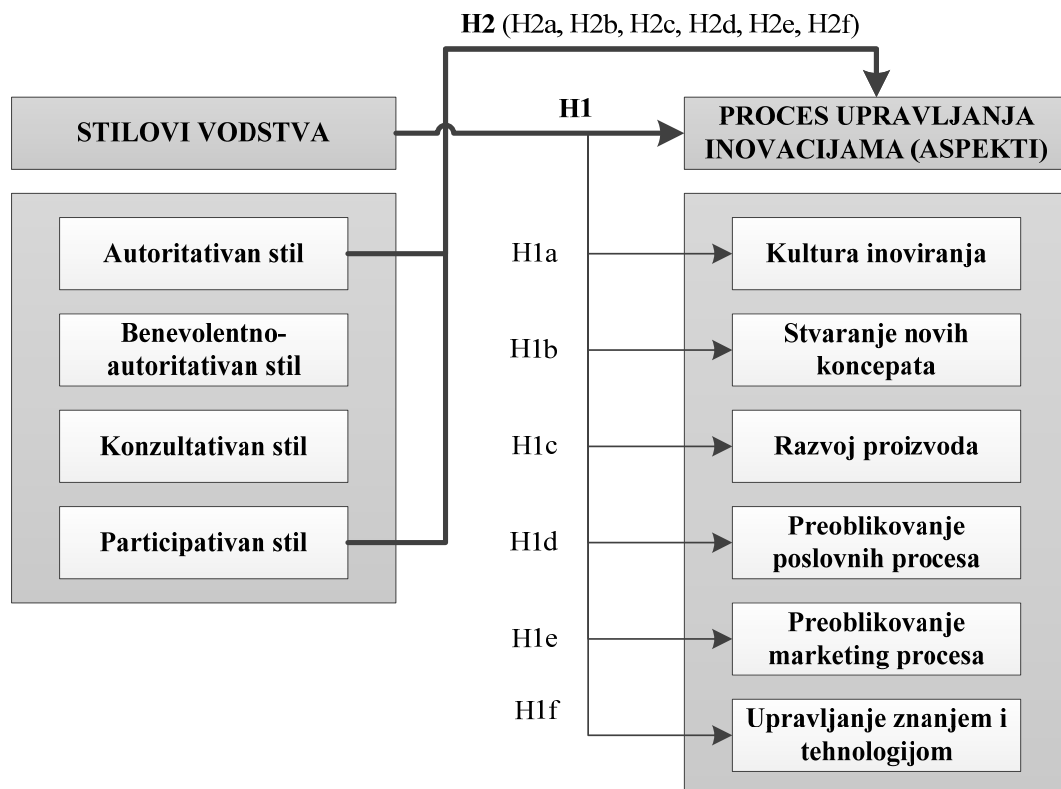 H2 (H2a, H2b, H2c, H2d, H2e, H2f)
STILOVI VODSTVA
H1
PROCES UPRAVLJANJA
INOVACIJAMA (ASPEKTI)
Autoritativan stil
Benevolentno-
autoritativan stil
Konzultativan stil
Participativan stil
H1a
Kultura inoviranja
H1b
Stvaranje novih
koncepata
H1c
Razvoj proizvoda
H1d
Preoblikovanje
poslovnih procesa
H1e
Preoblikovanje
marketing procesa
H1f
Upravljanje znanjem i
tehnologijom